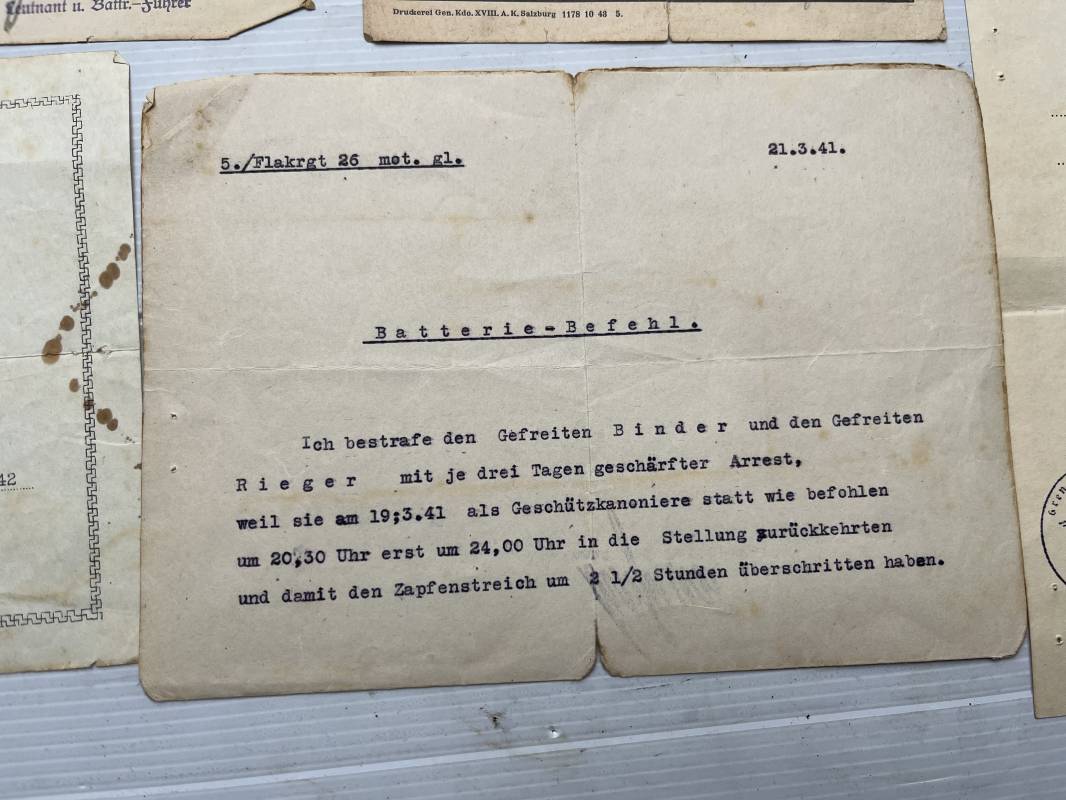 Leutnant u. Battr.-Führer
Druckerei Gen. Kdo. XVIII. A. K. Salzburg 1178 10 43 5.
5./Flakrgt 26 mot. gl.
21.3.41.
B a t t e r i e - B e f e h l .
Ich bestrafe den Gefreiten B i n d e r und den Gefreiten
R i e g e r mit je drei Tagen geschärfter Arrest,
weil sie am 19;3.41 als Geschützkanoniere statt wie befohlen
um 20,30 Uhr erst um 24,00 Uhr in die Stellung zurückkehrten
und damit den Zapfenstreich um 2 1/2 Stunden überschritten haben.
42